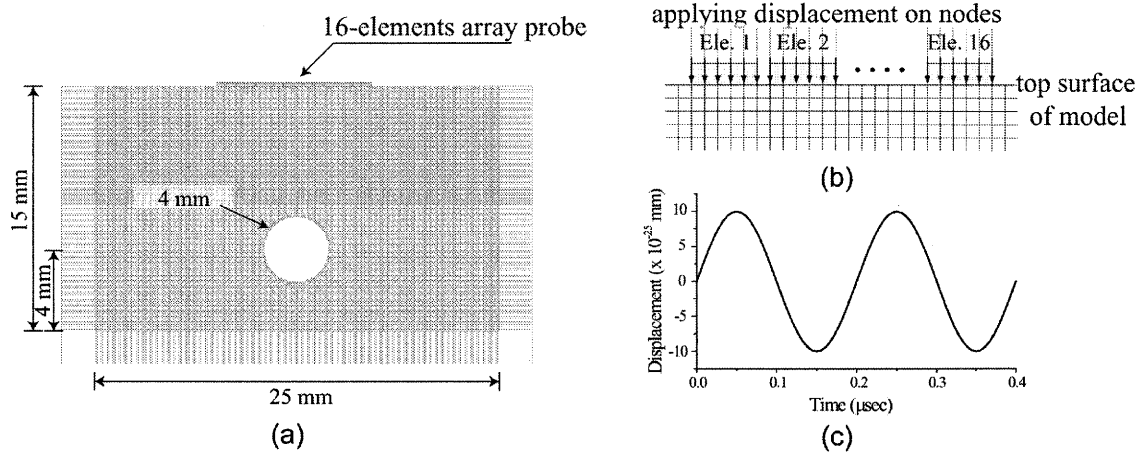 16-elements array probe
15 mm
4 mm
4 mm
25 mm
(a)
applying displacement on nodes
Ele. 1 Ele. 2 Ele. 16
top surface
of model
(b)
Displacement (x 10⁻²⁵ mm)
10
5
0
-5
-10
0.0 0.1 0.2 0.3 0.4
Time (μsec)
(c)